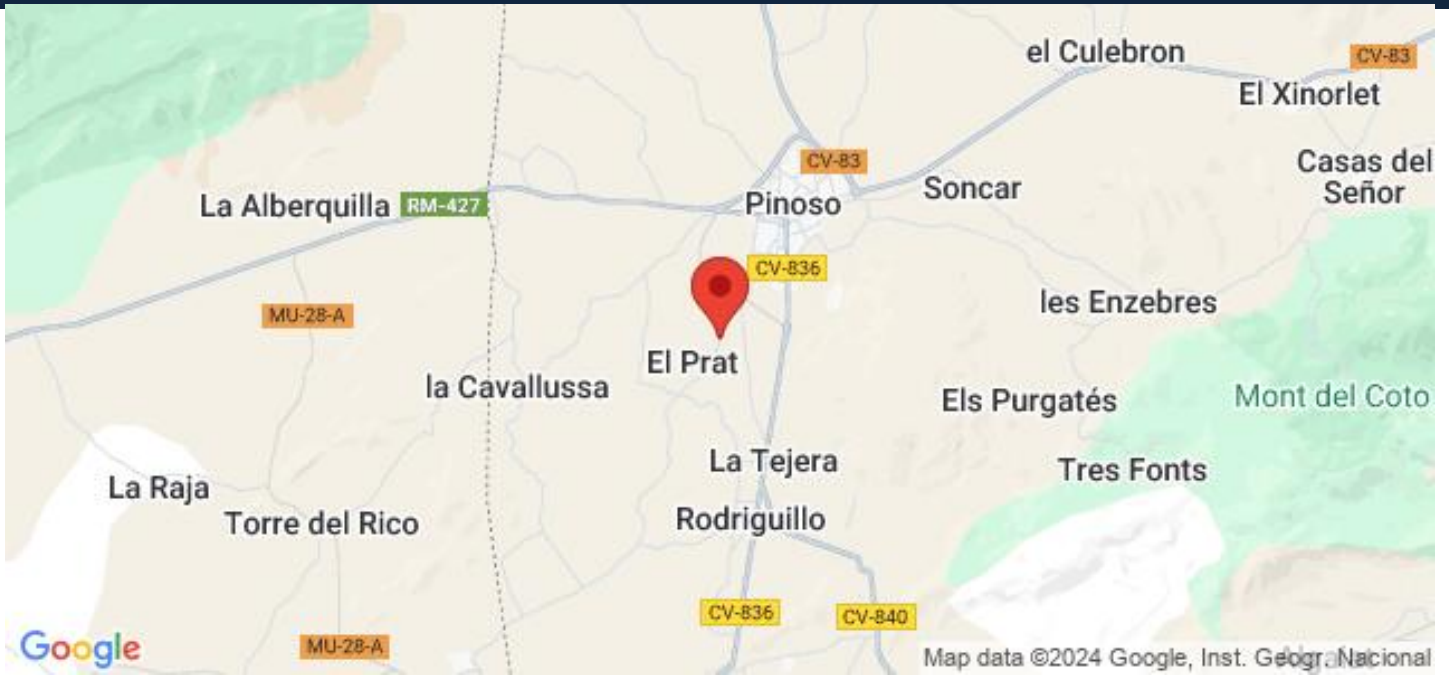 el Culebron
CV-83
El Xinorlet
CV-83
Casas del
Señor
La Alberquilla
RM-427
Pinoso
Soncar
CV-836
MU-28-A
les Enzebres
El Prat
la Cavallussa
Els Purgatés
Mont del Coto
La Tejera
Tres Fonts
La Raja
Torre del Rico
Rodriguillo
CV-836
CV-840
Google
MU-28-A
Map data ©2024 Google, Inst. Geogr. Nacional